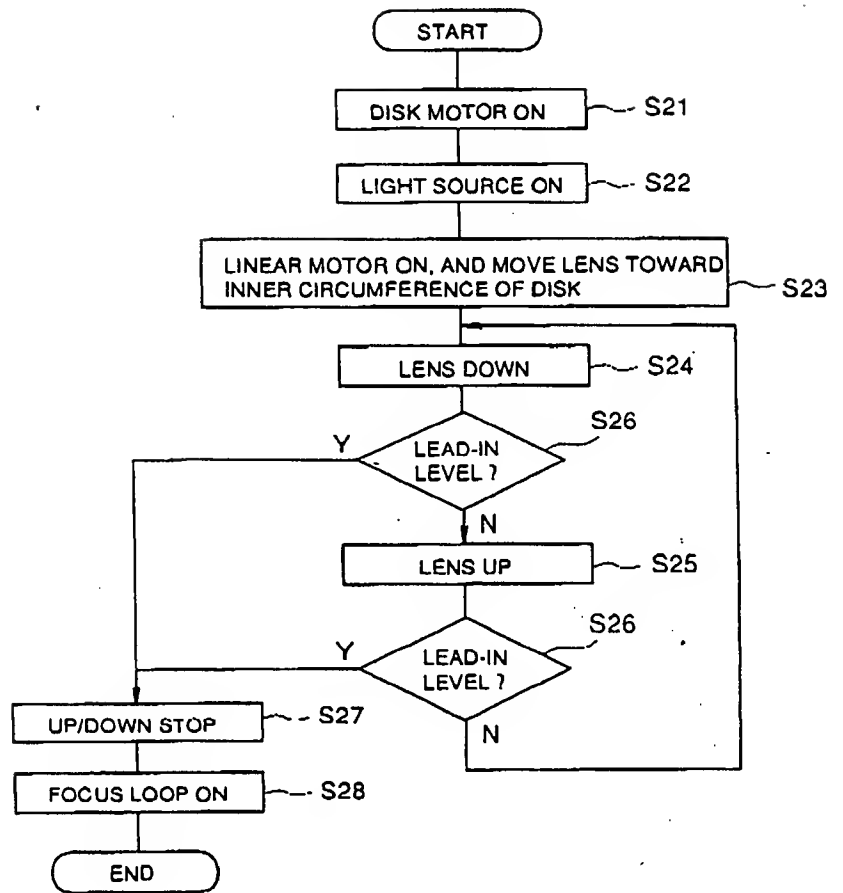 START
DISK MOTOR ON
S21
LIGHT SOURCE ON
S22
LINEAR MOTOR ON, AND MOVE LENS TOWARD
INNER CIRCUMFERENCE OF DISK
S23
LENS DOWN
S24
S26
Y
LEAD-IN
LEVEL ?
N
LENS UP
S25
S26
Y
LEAD-IN
LEVEL ?
N
UP/DOWN STOP
S27
FOCUS LOOP ON
S28
END